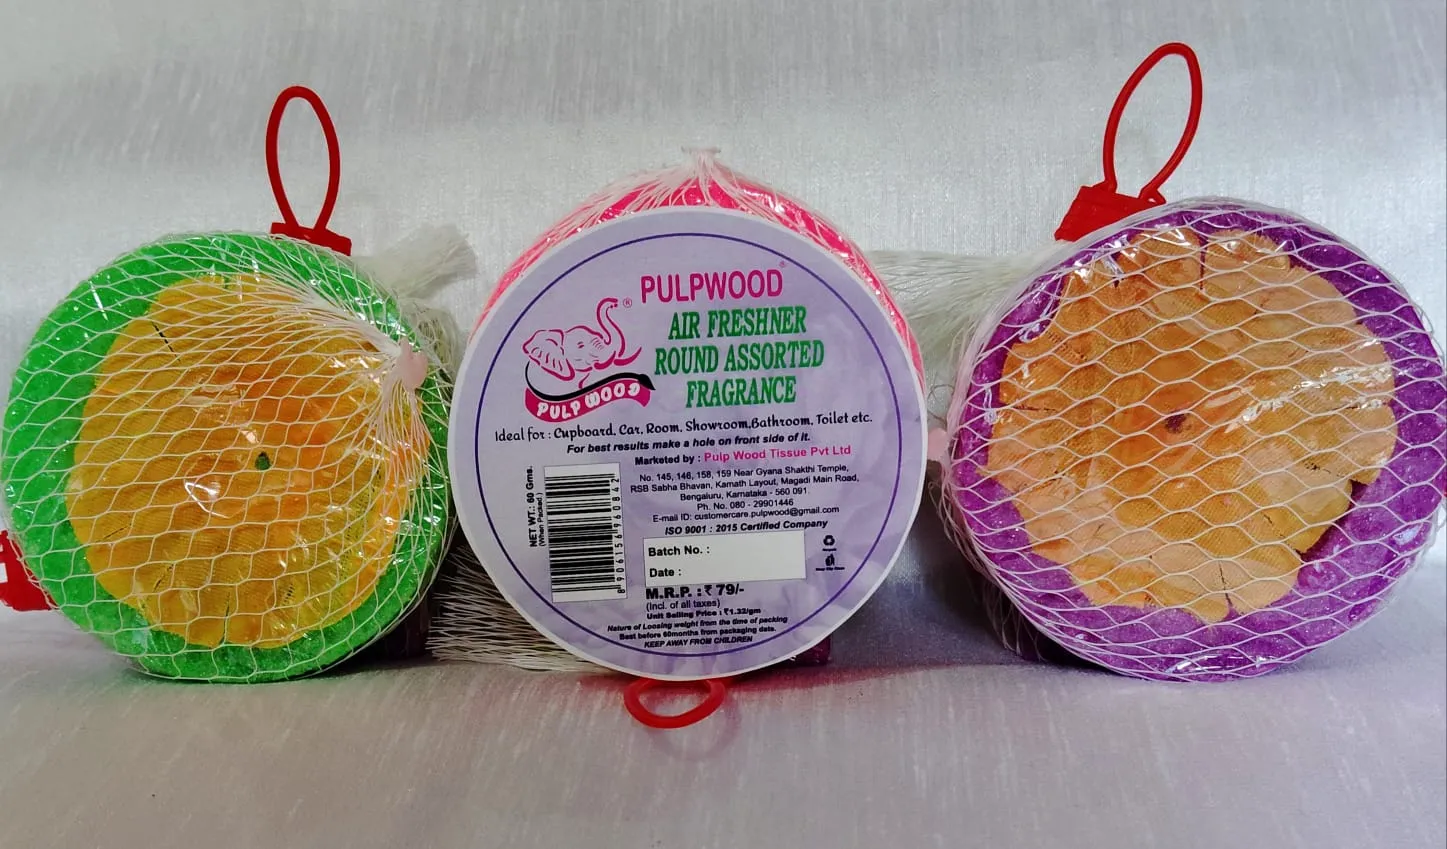 PULPWOOD®
AIR FRESHNER
ROUND ASSORTED
FRAGRANCE
®
PULP WOOD
Ideal for : Cupboard, Car, Room, Showroom,Bathroom, Toilet etc.
For best results make a hole on front side of it.
Marketed by : Pulp Wood Tissue Pvt Ltd
No. 145, 146, 158, 159 Near Gyana Shakthi Temple,
RSB Sabha Bhavan, Kamath Layout, Magadi Main Road,
Bengaluru, Karnataka - 560 091.
Ph. No. 080 - 29901446
E-mail ID: customercare.pulpwood@gmail.com
ISO 9001 : 2015 Certified Company
NET WT.: 60 Gms.
(When Packed)
8906156960842
Batch No. :
Date :
M.R.P. : ₹ 79/-
(Incl. of all taxes)
Unit Selling Price : ₹1.32/gm
Nature of Loosing weight from the time of packing
Best before 60months from packaging date.
KEEP AWAY FROM CHILDREN